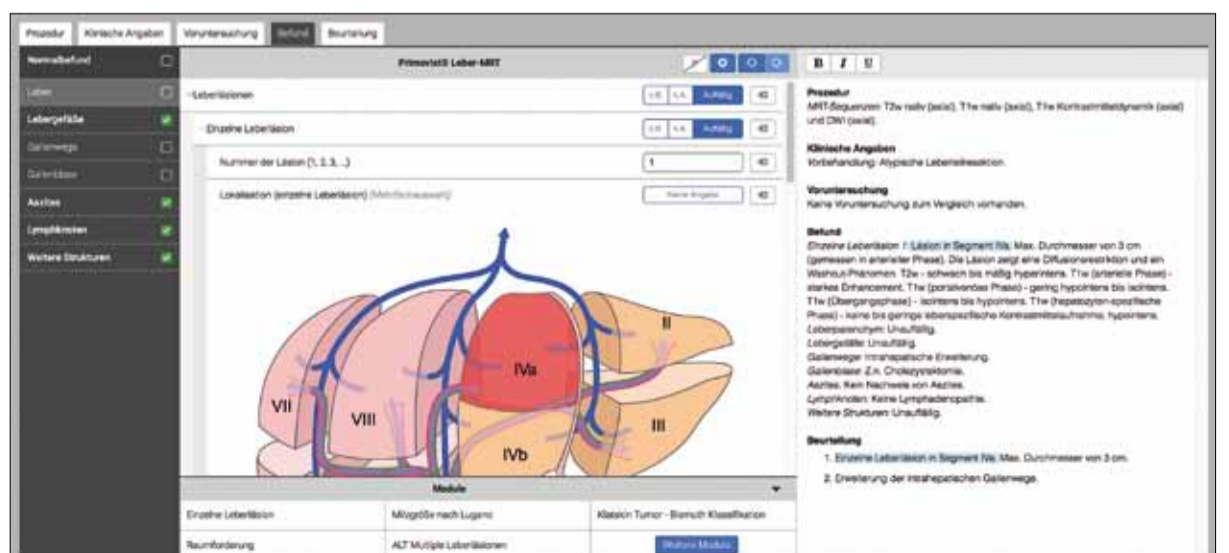 Prozedur Klinische Angaben Voruntersuchung Befund Beurteilung
Normalbefund
Leber
Lebergefäße
Gallenwege
Gallenblase
Aszites
Lymphknoten
Weitere Strukturen
Primovist® Leber-MRT
Leberläsionen
Auffällig
Einzelne Leberläsion
Auffällig
Nummer der Läsion (1, 2, 3, ...)
1
Lokalisation (einzelne Leberläsion) (Mehrfachauswahl)
Keine Angabe
VII
VIII
IVa
IVb
II
III
Module
Einzelne Leberläsion
Milzgröße nach Lugano
Klatskin Tumor - Bismuth Klassifikation
Raumforderung
ALT Multiple Leberläsionen
Weitere Module
B I U
Prozedur
MRT-Sequenzen: T2w nativ (axial), T1w nativ (axial), T1w Kontrastmitteldynamik (axial)
und DWI (axial).
Klinische Angaben
Vorbehandlung: Atypische Leberteilresektion.
Voruntersuchung
Keine Voruntersuchung zum Vergleich vorhanden.
Befund
Einzelne Leberläsion 1: Läsion in Segment IVa. Max. Durchmesser von 3 cm
(gemessen in arterieller Phase). Die Läsion zeigt eine Diffusionsrestriktion und ein
Washout-Phänomen. T2w - schwach bis mäßig hyperintens. T1w (arterielle Phase) -
starkes Enhancement. T1w (portalvenöse Phase) - gering hypointens bis isointens.
T1w (Übergangsphase) - isointens bis hypointens. T1w (hepatozyten-spezifische
Phase) - keine bis geringe leberspezifische Kontrastmittelaufnahme, hypointens.
Leberparenchym: Unauffällig.
Lebergefäße: Unauffällig.
Gallenwege: Intrahepatische Erweiterung.
Gallenblase: Z.n. Cholezystektomie.
Aszites: Kein Nachweis von Aszites.
Lymphknoten: Keine Lymphadenopathie.
Weitere Strukturen: Unauffällig.
Beurteilung
1. Einzelne Leberläsion in Segment IVa. Max. Durchmesser von 3 cm.
2. Erweiterung der intrahepatischen Gallenwege.